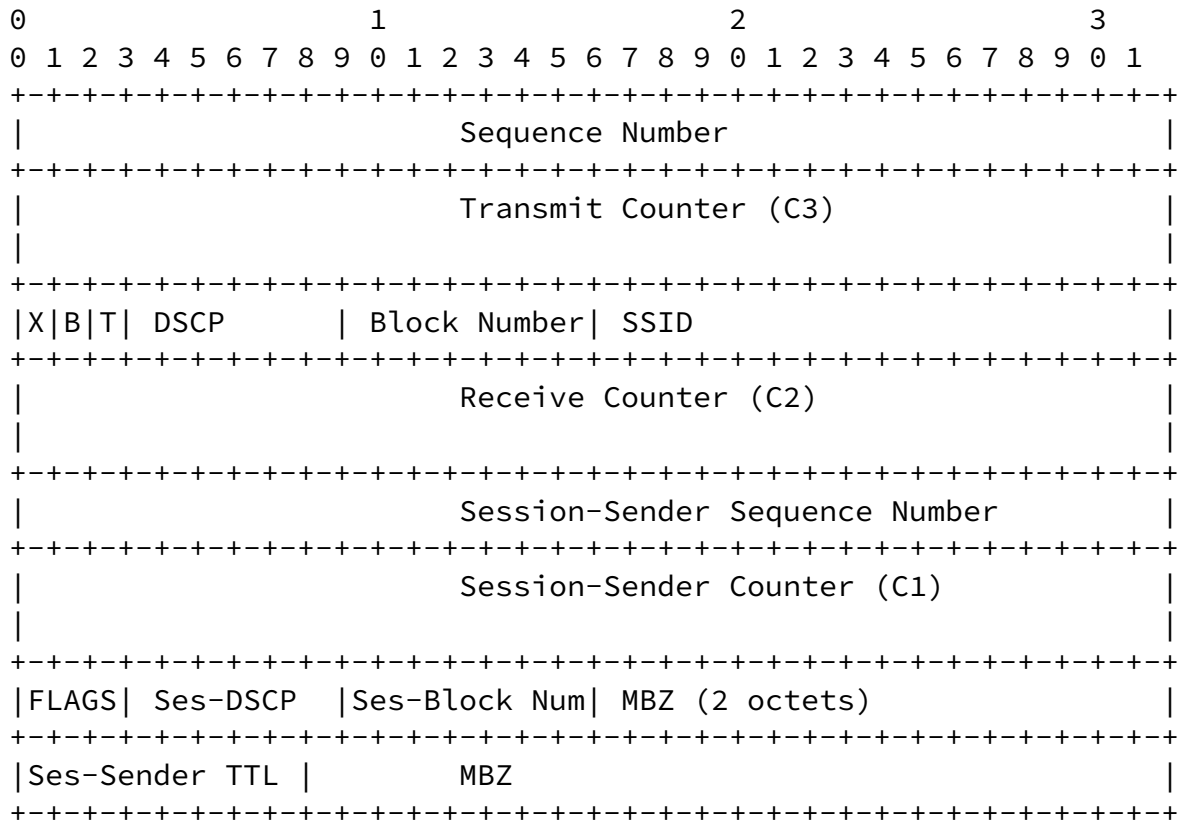 0                   1                   2                   3
0 1 2 3 4 5 6 7 8 9 0 1 2 3 4 5 6 7 8 9 0 1 2 3 4 5 6 7 8 9 0 1
+-+-+-+-+-+-+-+-+-+-+-+-+-+-+-+-+-+-+-+-+-+-+-+-+-+-+-+-+-+-+-+-+
|                        Sequence Number                        |
+-+-+-+-+-+-+-+-+-+-+-+-+-+-+-+-+-+-+-+-+-+-+-+-+-+-+-+-+-+-+-+-+
|                        Transmit Counter (C3)                  |
|                                                               |
+-+-+-+-+-+-+-+-+-+-+-+-+-+-+-+-+-+-+-+-+-+-+-+-+-+-+-+-+-+-+-+-+
|X|B|T| DSCP      | Block Number| SSID                          |
+-+-+-+-+-+-+-+-+-+-+-+-+-+-+-+-+-+-+-+-+-+-+-+-+-+-+-+-+-+-+-+-+
|                        Receive Counter (C2)                   |
|                                                               |
+-+-+-+-+-+-+-+-+-+-+-+-+-+-+-+-+-+-+-+-+-+-+-+-+-+-+-+-+-+-+-+-+
|                        Session-Sender Sequence Number         |
+-+-+-+-+-+-+-+-+-+-+-+-+-+-+-+-+-+-+-+-+-+-+-+-+-+-+-+-+-+-+-+-+
|                        Session-Sender Counter (C1)            |
|                                                               |
+-+-+-+-+-+-+-+-+-+-+-+-+-+-+-+-+-+-+-+-+-+-+-+-+-+-+-+-+-+-+-+-+
|FLAGS| Ses-DSCP  |Ses-Block Num| MBZ (2 octets)                |
+-+-+-+-+-+-+-+-+-+-+-+-+-+-+-+-+-+-+-+-+-+-+-+-+-+-+-+-+-+-+-+-+
|Ses-Sender TTL |        MBZ                                    |
+-+-+-+-+-+-+-+-+-+-+-+-+-+-+-+-+-+-+-+-+-+-+-+-+-+-+-+-+-+-+-+-+